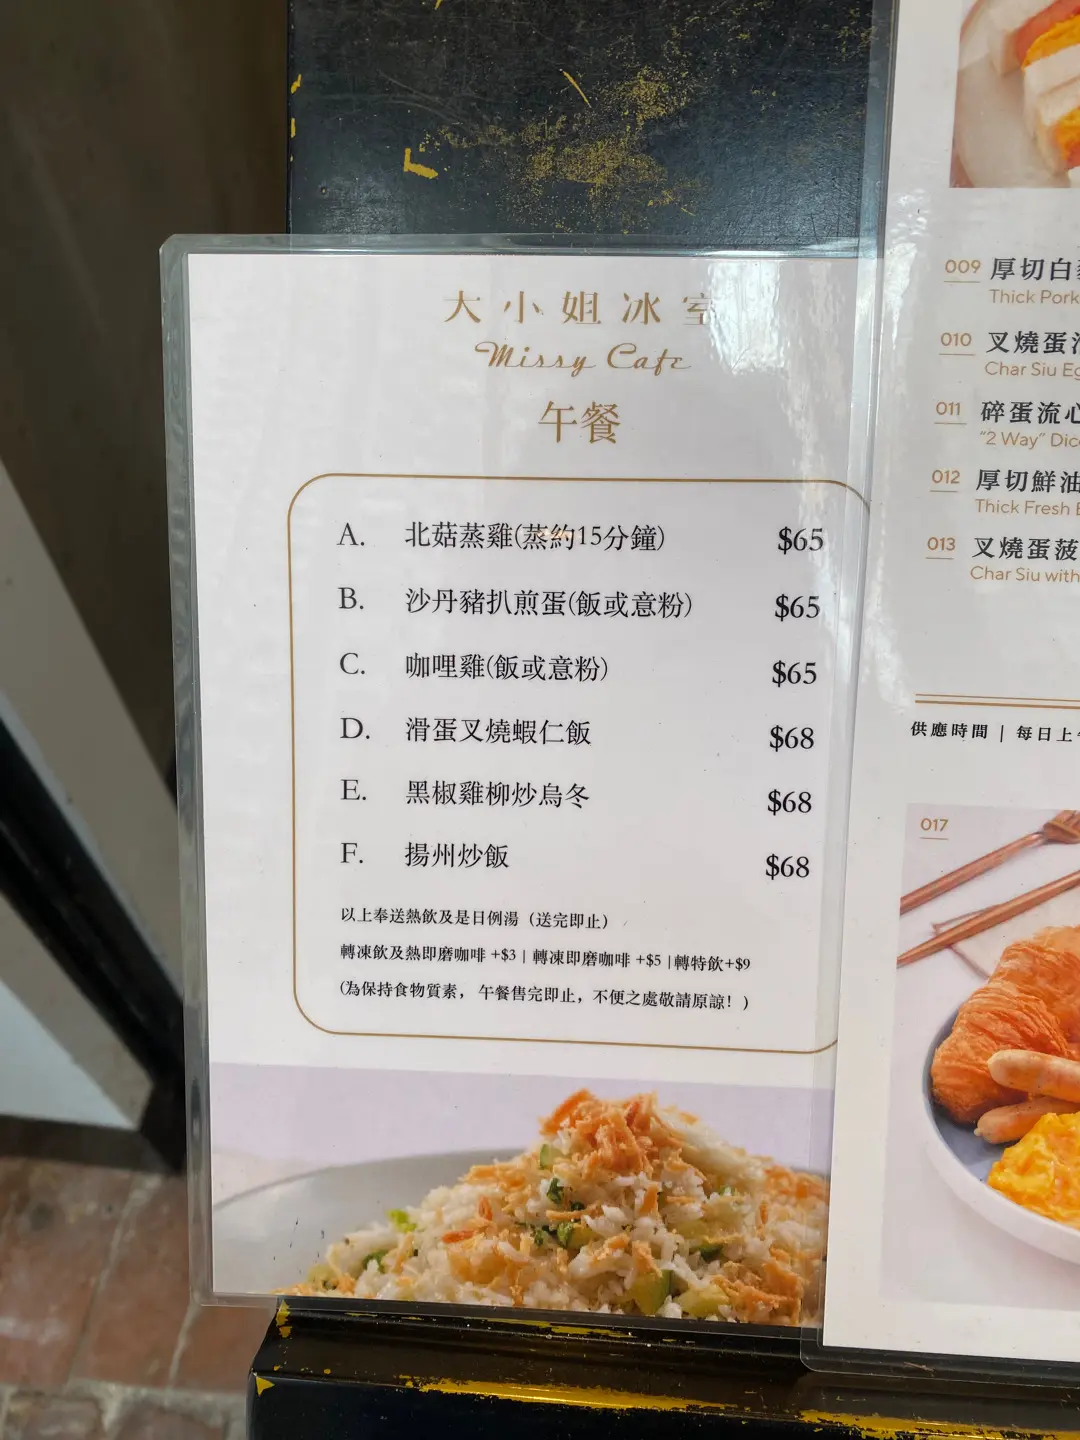 大小姐冰室
Missy Cafe
午餐
A. 北菇蒸雞(蒸約15分鐘) $65
B. 沙丹豬扒煎蛋(飯或意粉) $65
C. 咖哩雞(飯或意粉) $65
D. 滑蛋叉燒蝦仁飯 $68
E. 黑椒雞柳炒烏冬 $68
F. 揚州炒飯 $68
以上奉送熱飲及是日例湯（送完即止）
轉凍飲及熱即磨咖啡 +$3 | 轉凍即磨咖啡 +$5 | 轉特飲+$9
(為保持食物質素，午餐售完即止，不便之處敬請原諒！)
009 厚切白
Thick Pork
010 叉燒蛋
Char Siu Eg
011 碎蛋流心
"2 Way" Dic
012 厚切鮮油
Thick Fresh
013 叉燒蛋菠
Char Siu with
供應時間 | 每日上
017